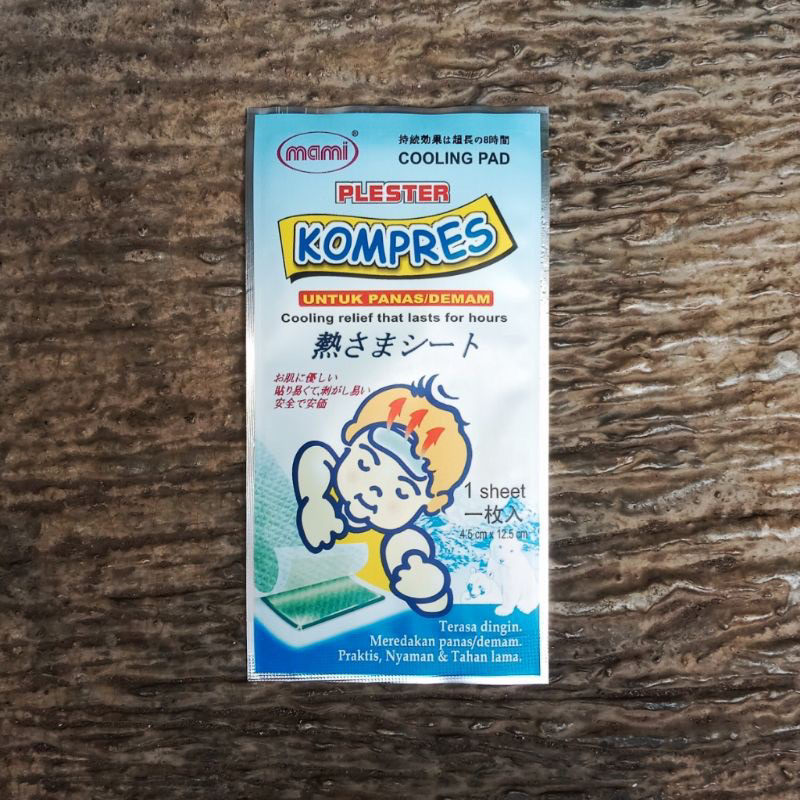 mami®
持続効果は超長の8時間
COOLING PAD
PLESTER
KOMPRES
UNTUK PANAS/DEMAM
Cooling relief that lasts for hours
熱さまシート
お肌に優しい
貼り易くて、剥がし易い
安全で安価
1 sheet
一枚入
4.5 cm x 12.5 cm
Terasa dingin.
Meredakan panas/demam.
Praktis, Nyaman & Tahan lama.